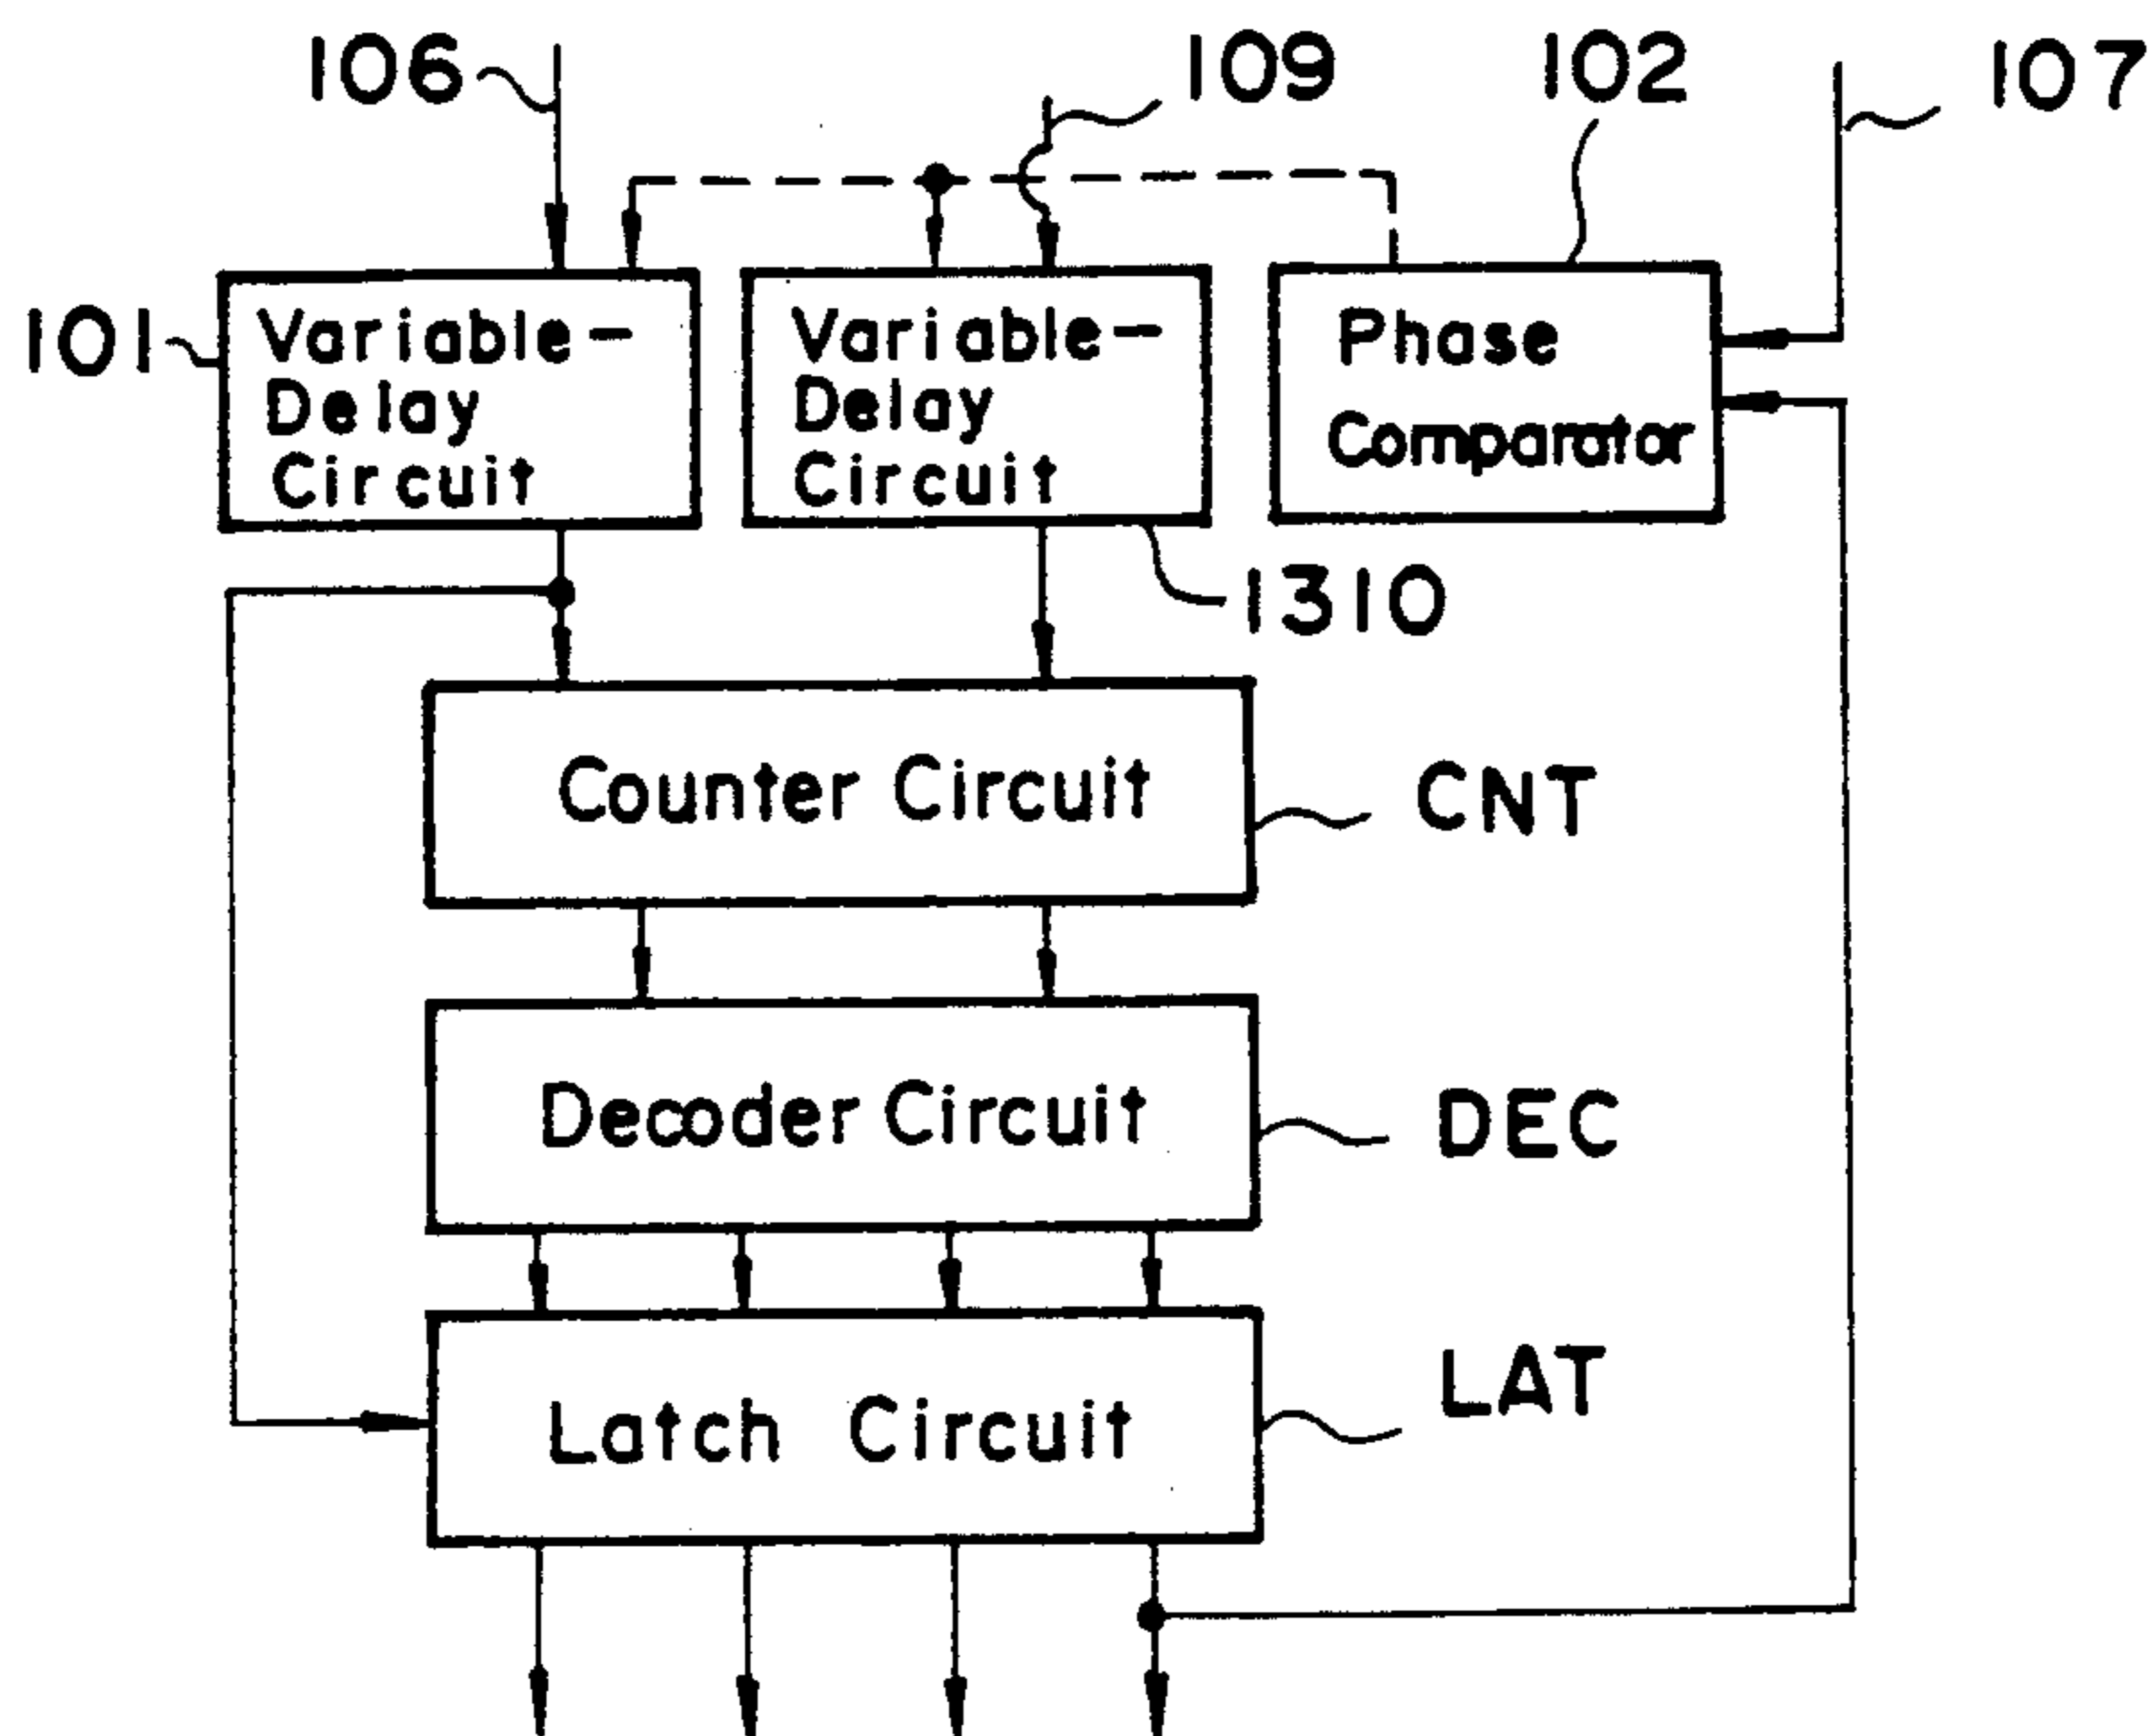 106
109
102
107
101
Variable-
Delay
Circuit
Variable-
Delay
Circuit
Phase
Comparator
1310
Counter Circuit
CNT
Decoder Circuit
DEC
Latch Circuit
LAT